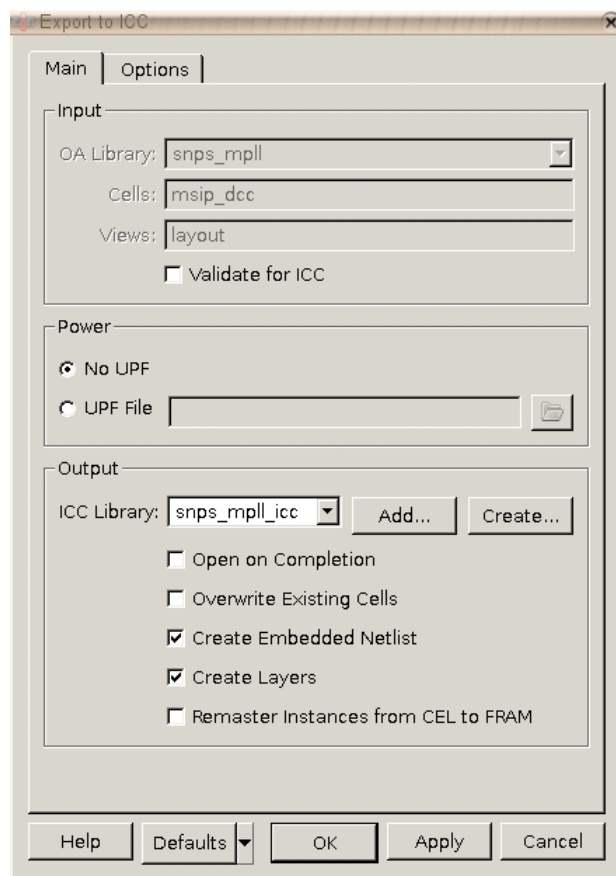 Export to ICC
Main Options
Input
OA Library: snps_mpll
Cells: msip_dcc
Views: layout
Validate for ICC
Power
No UPF
UPF File
Output
ICC Library: snps_mpll_icc Add... Create...
Open on Completion
Overwrite Existing Cells
Create Embedded Netlist
Create Layers
Remaster Instances from CEL to FRAM
Help Defaults OK Apply Cancel